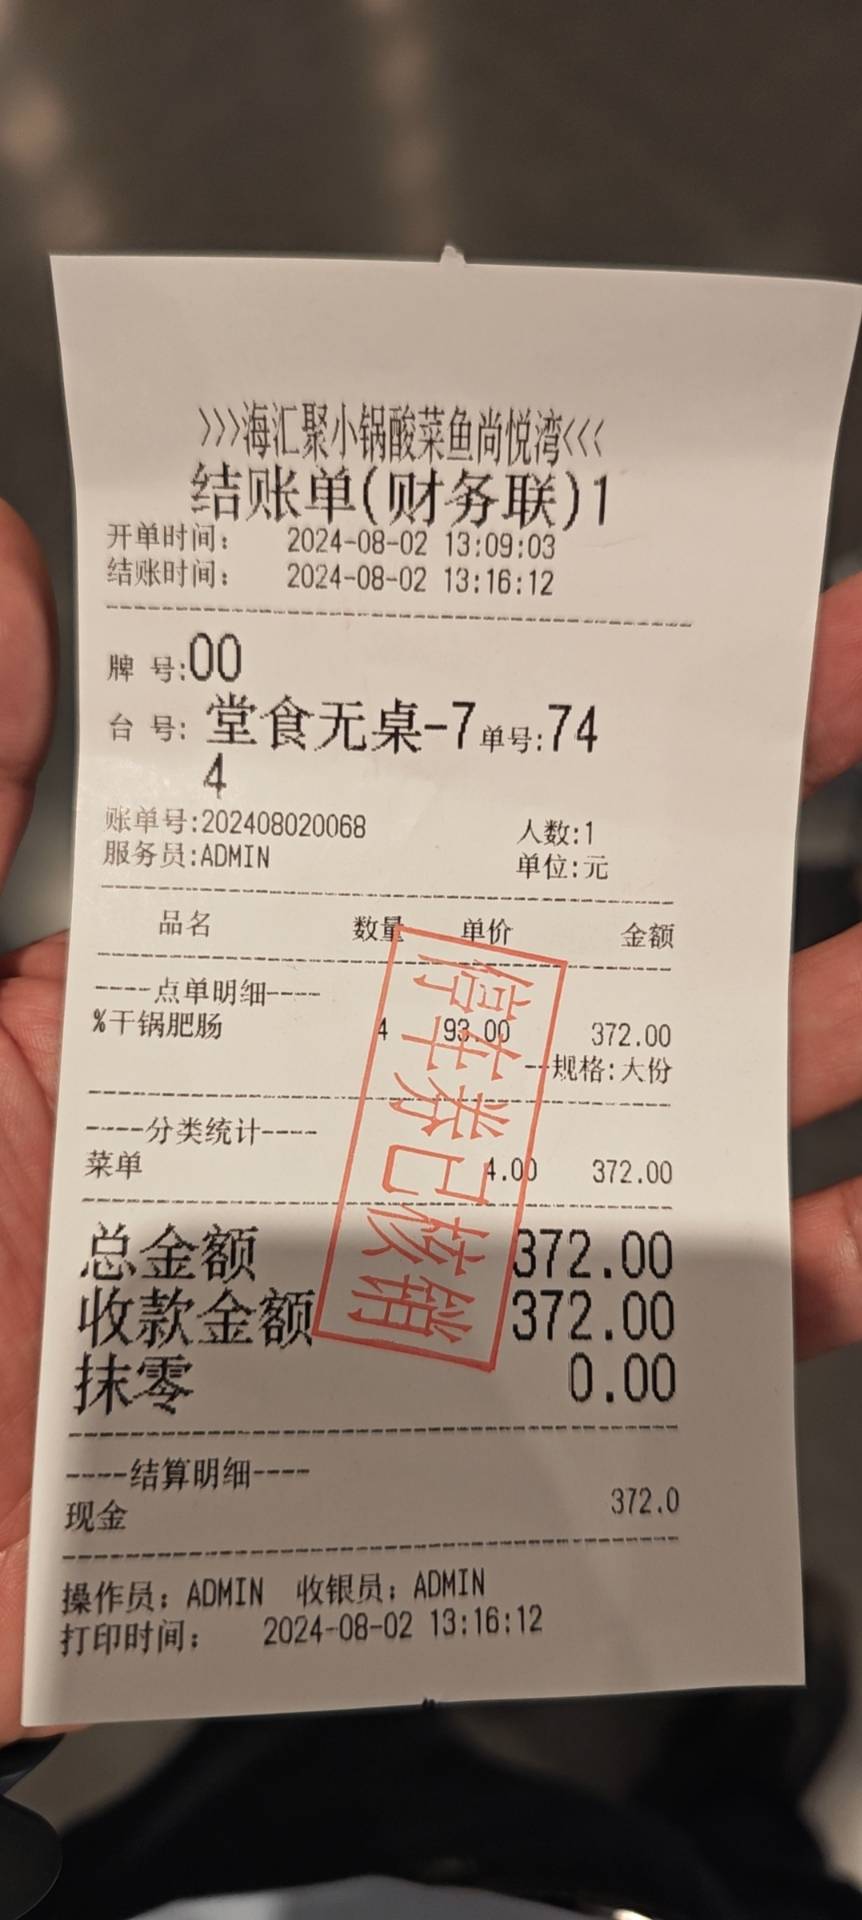 >>>海汇聚小锅酸菜鱼尚悦湾<<<
结账单(财务联)1
开单时间: 2024-08-02 13:09:03
结账时间: 2024-08-02 13:16:12
牌 号:00
台 号: 堂食无桌-7 单号:74
4
账单号:202408020068 人数:1
服务员:ADMIN 单位:元
品名 数量 单价 金额
----点单明细----
%干锅肥肠 4 93.00 372.00
--规格:大份
----分类统计----
菜单 4.00 372.00
总金额 372.00
收款金额 372.00
抹零 0.00
----结算明细----
现金 372.0
操作员: ADMIN 收银员: ADMIN
打印时间: 2024-08-02 13:16:12
停车券已核销